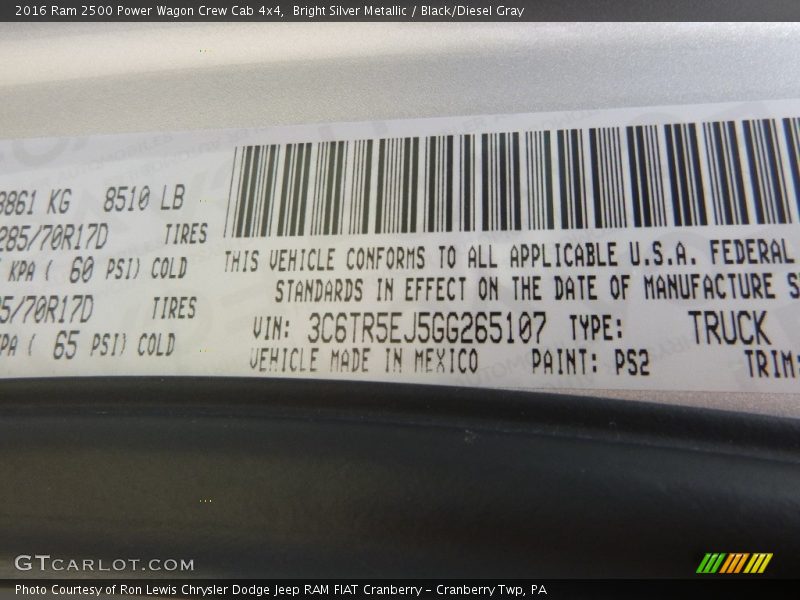 2016 Ram 2500 Power Wagon Crew Cab 4x4, Bright Silver Metallic / Black/Diesel Gray
3861 KG 8510 LB
285/70R17D TIRES
KPA ( 60 PSI) COLD
85/70R17D TIRES
KPA ( 65 PSI) COLD
THIS VEHICLE CONFORMS TO ALL APPLICABLE U.S.A. FEDERAL
STANDARDS IN EFFECT ON THE DATE OF MANUFACTURE S
VIN: 3C6TR5EJ5GG265107 TYPE: TRUCK
VEHICLE MADE IN MEXICO PAINT: PS2 TRIM:
GTCARLOT.COM
Photo Courtesy of Ron Lewis Chrysler Dodge Jeep RAM FIAT Cranberry - Cranberry Twp, PA